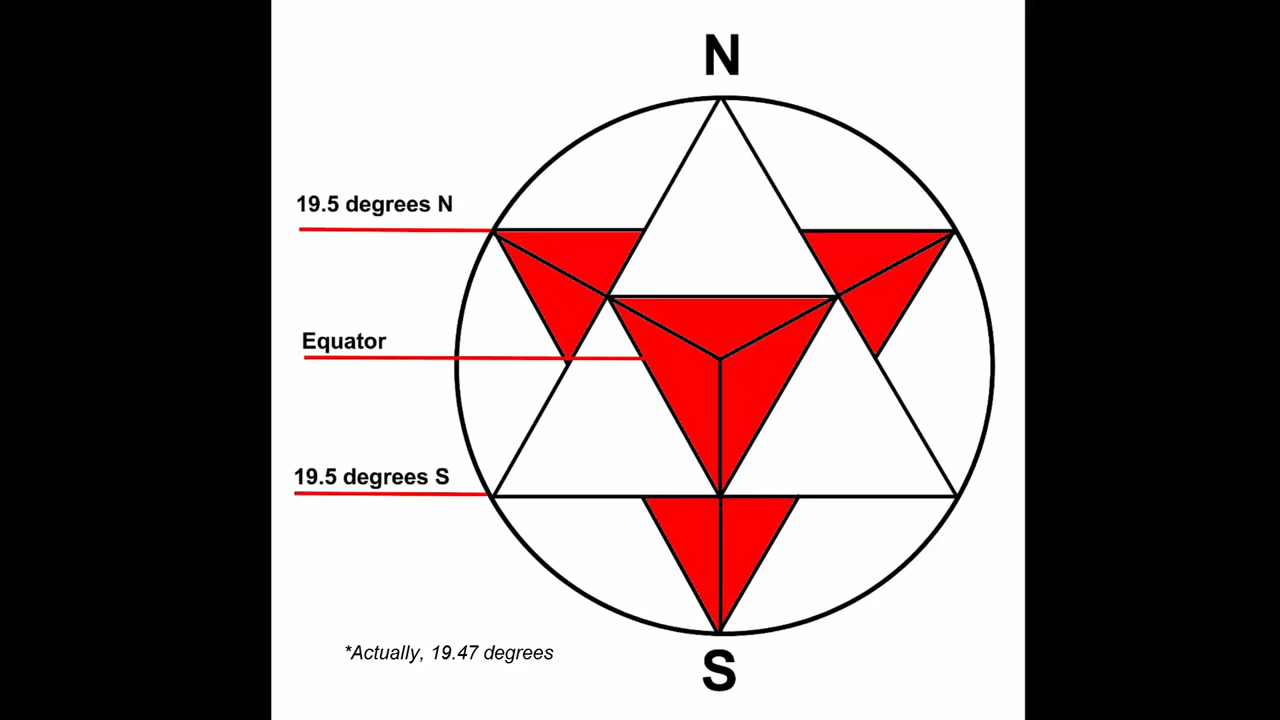 N
19.5 degrees N
Equator
19.5 degrees S
*Actually, 19.47 degrees
S